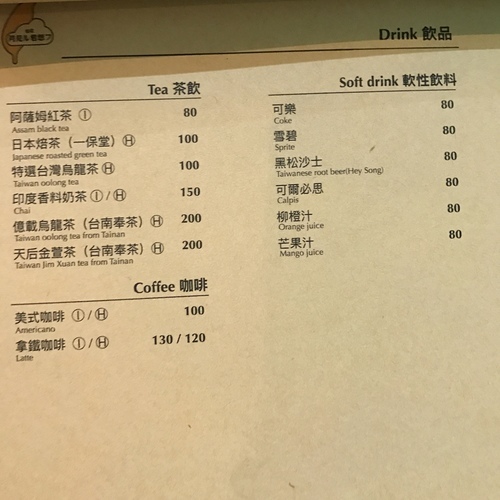 Drink 飲品
Tea 茶飲
阿薩姆紅茶 Ⓘ 80
Assam black tea
日本焙茶（一保堂）Ⓗ 100
Japanese roasted green tea
特選台灣烏龍茶 Ⓗ 100
Taiwan oolong tea
印度香料奶茶 Ⓘ / Ⓗ 150
Chai
億載烏龍茶（台南奉茶）Ⓗ 200
Taiwan oolong tea from Tainan
天后金萱茶（台南奉茶）Ⓗ 200
Taiwan Jim Xuan tea from Tainan
Coffee 咖啡
美式咖啡 Ⓘ / Ⓗ 100
Americano
拿鐵咖啡 Ⓘ / Ⓗ 130 / 120
Latte
Soft drink 軟性飲料
可樂 80
Coke
雪碧 80
Sprite
黑松沙士 80
Taiwanese root beer(Hey Song)
可爾必思 80
Calpis
柳橙汁 80
Orange juice
芒果汁 80
Mango juice